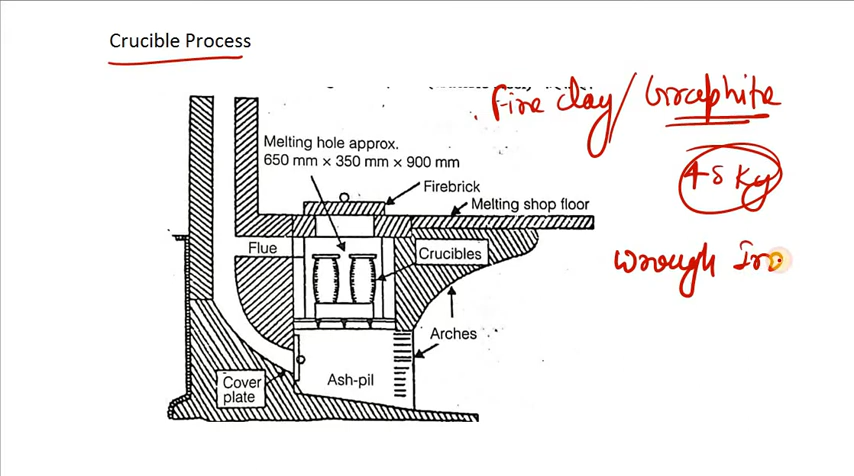 Crucible Process
Fire clay / Graphite
Melting hole approx.
650 mm × 350 mm × 900 mm
45 Kg
Firebrick
Melting shop floor
Flue
Crucibles
Wrough Iro
Arches
Cover
plate
Ash-pil